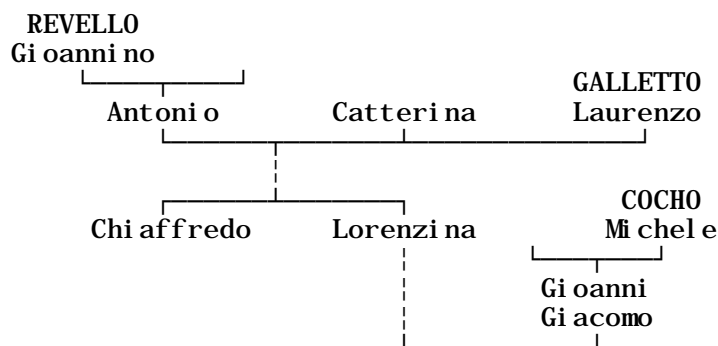 REVELLO
Gioannino
GALLETTO
Antonio Catterina Laurenzo
COCHO
Chiaffredo Lorenzina Michele
Gioanni
Giacomo